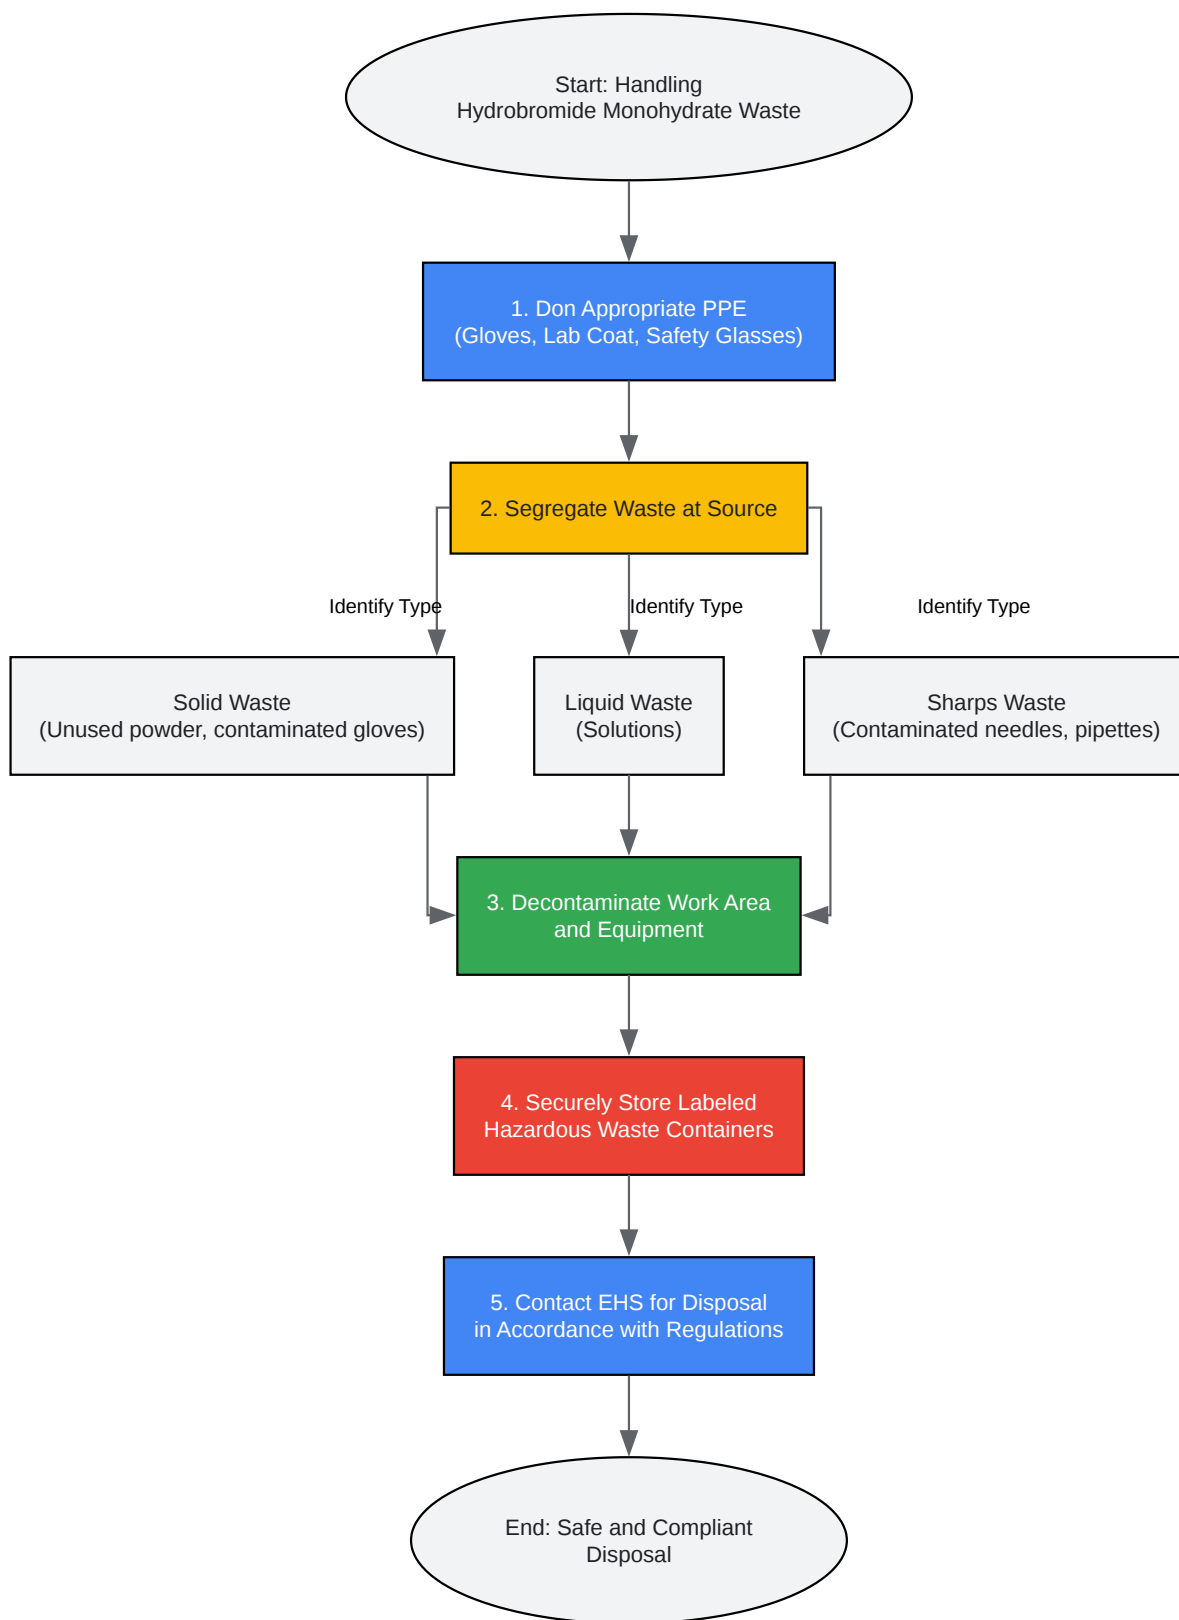 Start: Handling
Hydrobromide Monohydrate Waste
1. Don Appropriate PPE
(Gloves, Lab Coat, Safety Glasses)
2. Segregate Waste at Source
Identify Type
Identify Type
Identify Type
Solid Waste
(Unused powder, contaminated gloves)
Liquid Waste
(Solutions)
Sharps Waste
(Contaminated needles, pipettes)
3. Decontaminate Work Area
and Equipment
4. Securely Store Labeled
Hazardous Waste Containers
5. Contact EHS for Disposal
in Accordance with Regulations
End: Safe and Compliant
Disposal